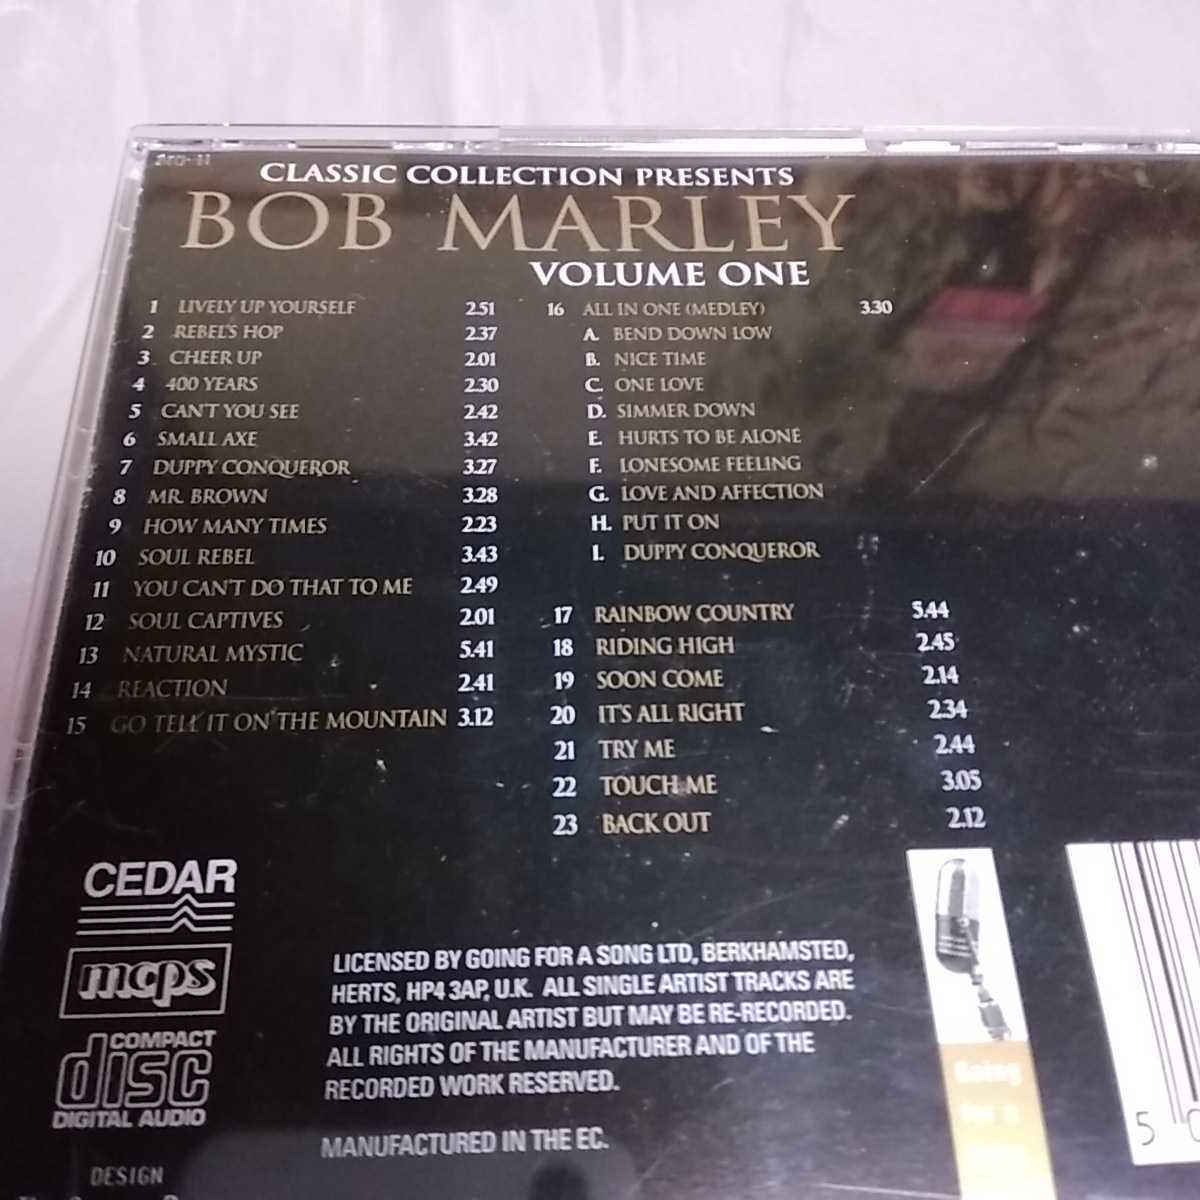 CLASSIC COLLECTION PRESENTS
BOB MARLEY
VOLUME ONE
1 LIVELY UP YOURSELF 2.51
2 REBEL'S HOP 2.37
3 CHEER UP 2.01
4 400 YEARS 2.30
5 CAN'T YOU SEE 2.42
6 SMALL AXE 3.42
7 DUPPY CONQUEROR 3.27
8 MR. BROWN 3.28
9 HOW MANY TIMES 2.23
10 SOUL REBEL 3.43
11 YOU CAN'T DO THAT TO ME 2.49
12 SOUL CAPTIVES 2.01
13 NATURAL MYSTIC 5.41
14 REACTION 2.41
15 GO TELL IT ON THE MOUNTAIN 3.12
16 ALL IN ONE (MEDLEY) 3.30
A. BEND DOWN LOW
B. NICE TIME
C. ONE LOVE
D. SIMMER DOWN
E. HURTS TO BE ALONE
F. LONESOME FEELING
G. LOVE AND AFFECTION
H. PUT IT ON
I. DUPPY CONQUEROR
17 RAINBOW COUNTRY 5.44
18 RIDING HIGH 2.45
19 SOON COME 2.14
20 IT'S ALL RIGHT 2.34
21 TRY ME 2.44
22 TOUCH ME 3.05
23 BACK OUT 2.12
CEDAR
mcps
COMPACT
disc
DIGITAL AUDIO
DESIGN
LICENSED BY GOING FOR A SONG LTD, BERKHAMSTED,
HERTS, HP4 3AP, U.K. ALL SINGLE ARTIST TRACKS ARE
BY THE ORIGINAL ARTIST BUT MAY BE RE-RECORDED.
ALL RIGHTS OF THE MANUFACTURER AND OF THE
RECORDED WORK RESERVED.
MANUFACTURED IN THE EC.
Going
for a
5